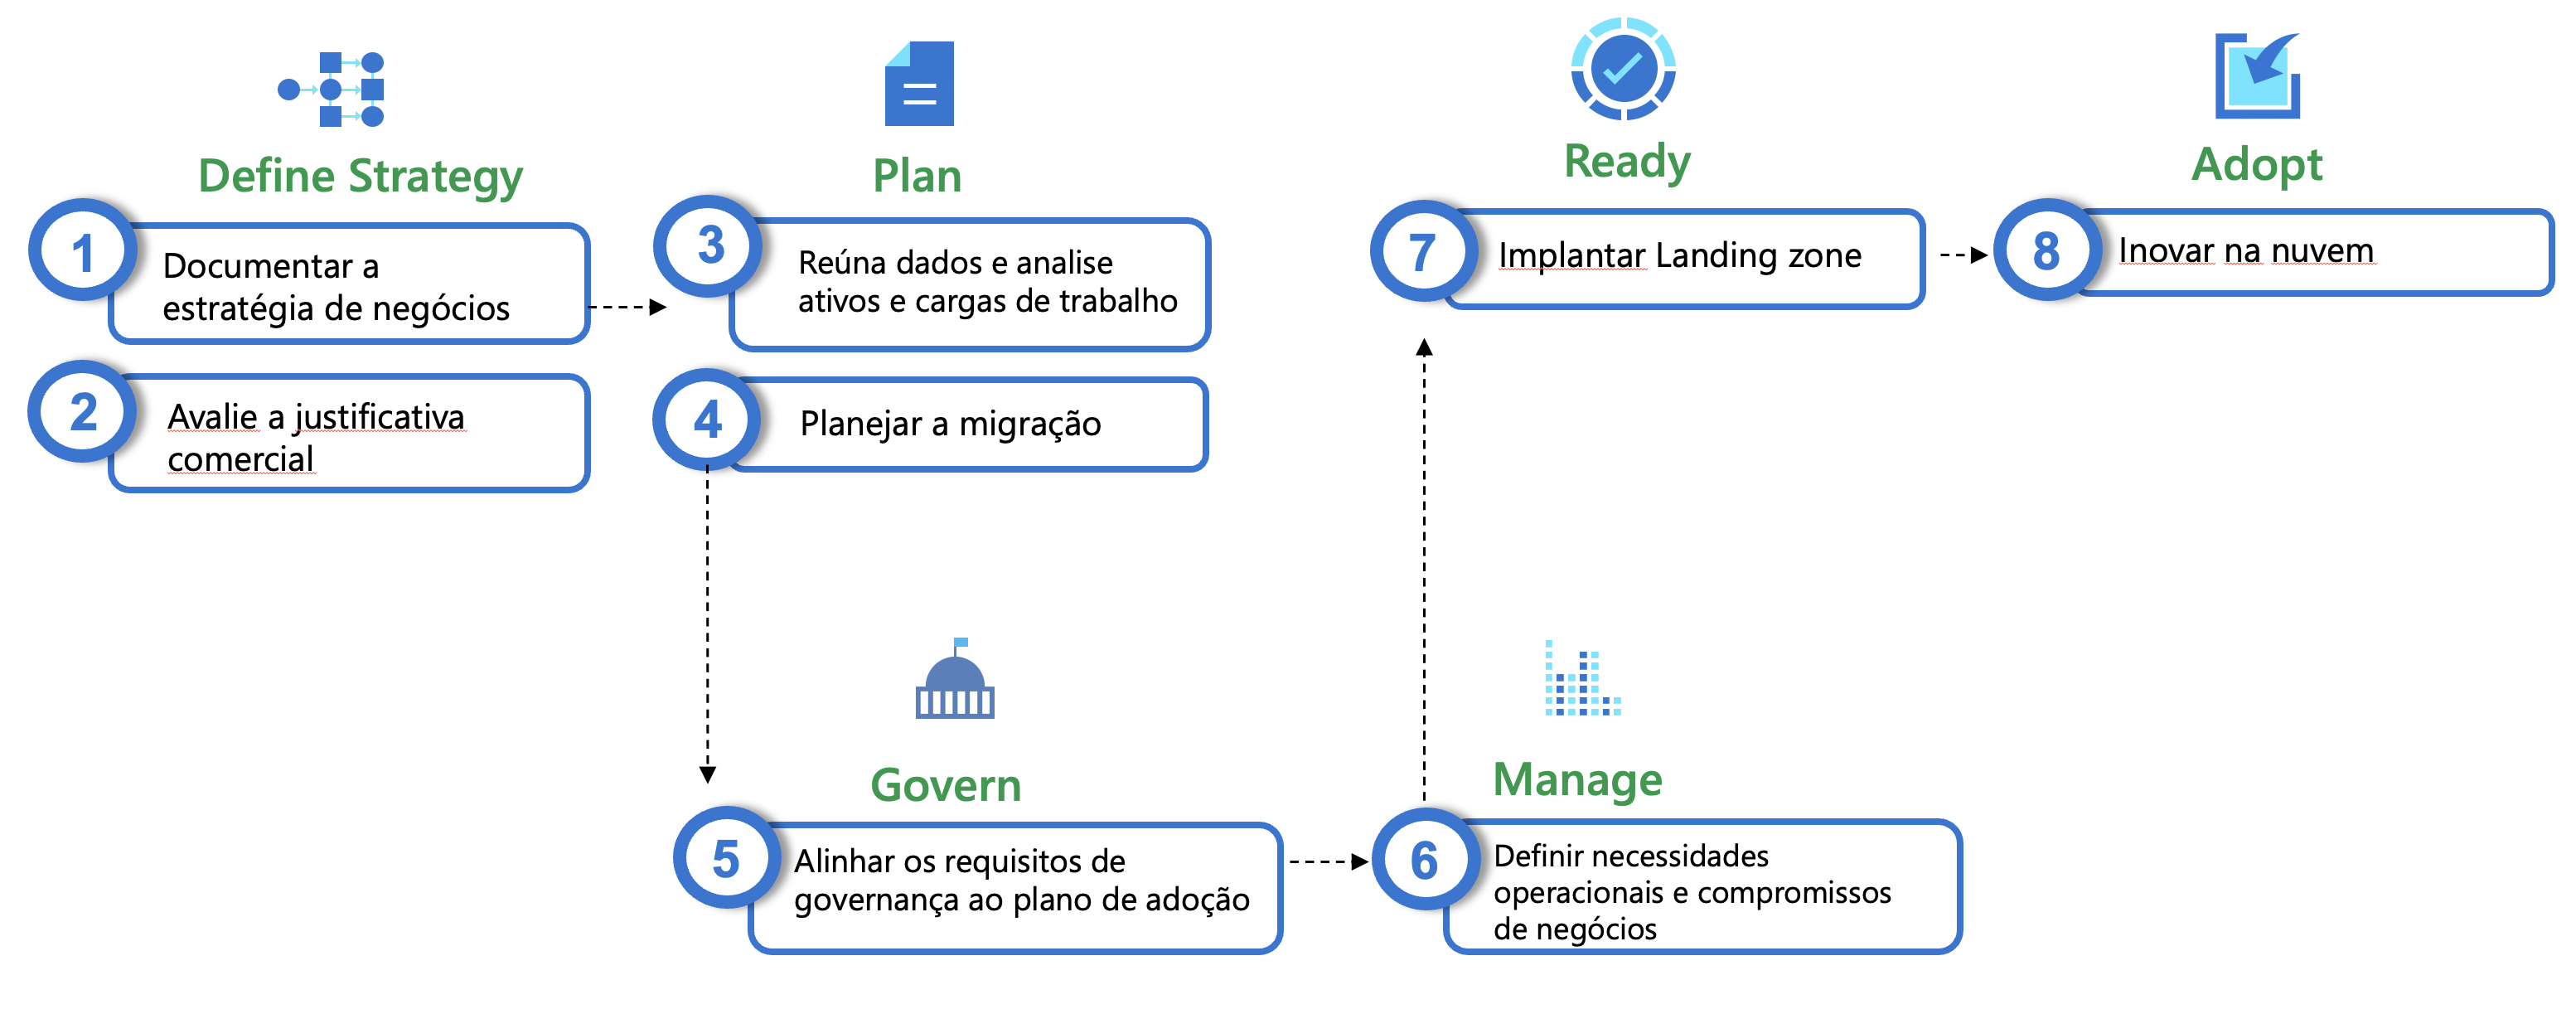 Define Strategy
1
Documentar a
estratégia de negócios
2
Avalie a justificativa
comercial
Plan
3
Reúna dados e analise
ativos e cargas de trabalho
4
Planejar a migração
Govern
5
Alinhar os requisitos de
governança ao plano de adoção
Manage
6
Definir necessidades
operacionais e compromissos
de negócios
Ready
7
Implantar Landing zone
Adopt
8
Inovar na nuvem